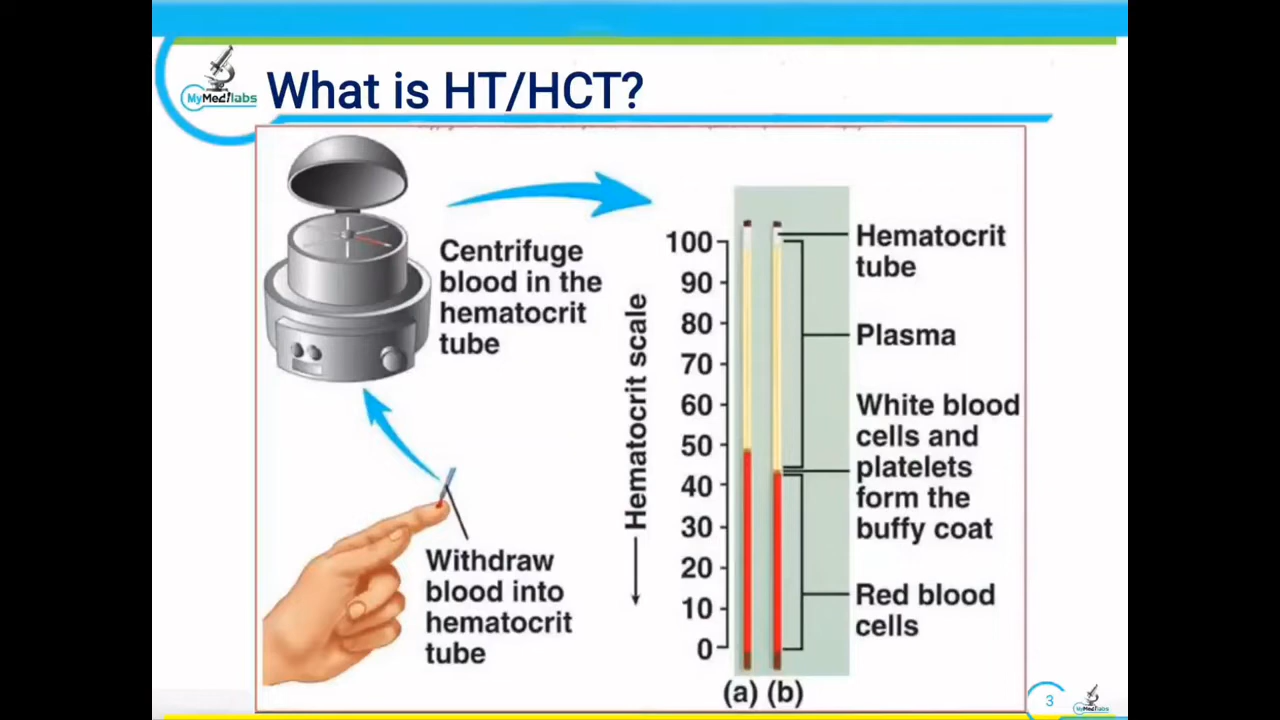 MyMedilabs
What is HT/HCT?
Centrifuge
blood in the
hematocrit
tube
Withdraw
blood into
hematocrit
tube
Hematocrit scale
100
90
80
70
60
50
40
30
20
10
0
(a) (b)
Hematocrit
tube
Plasma
White blood
cells and
platelets
form the
buffy coat
Red blood
cells
3
MyMedilabs